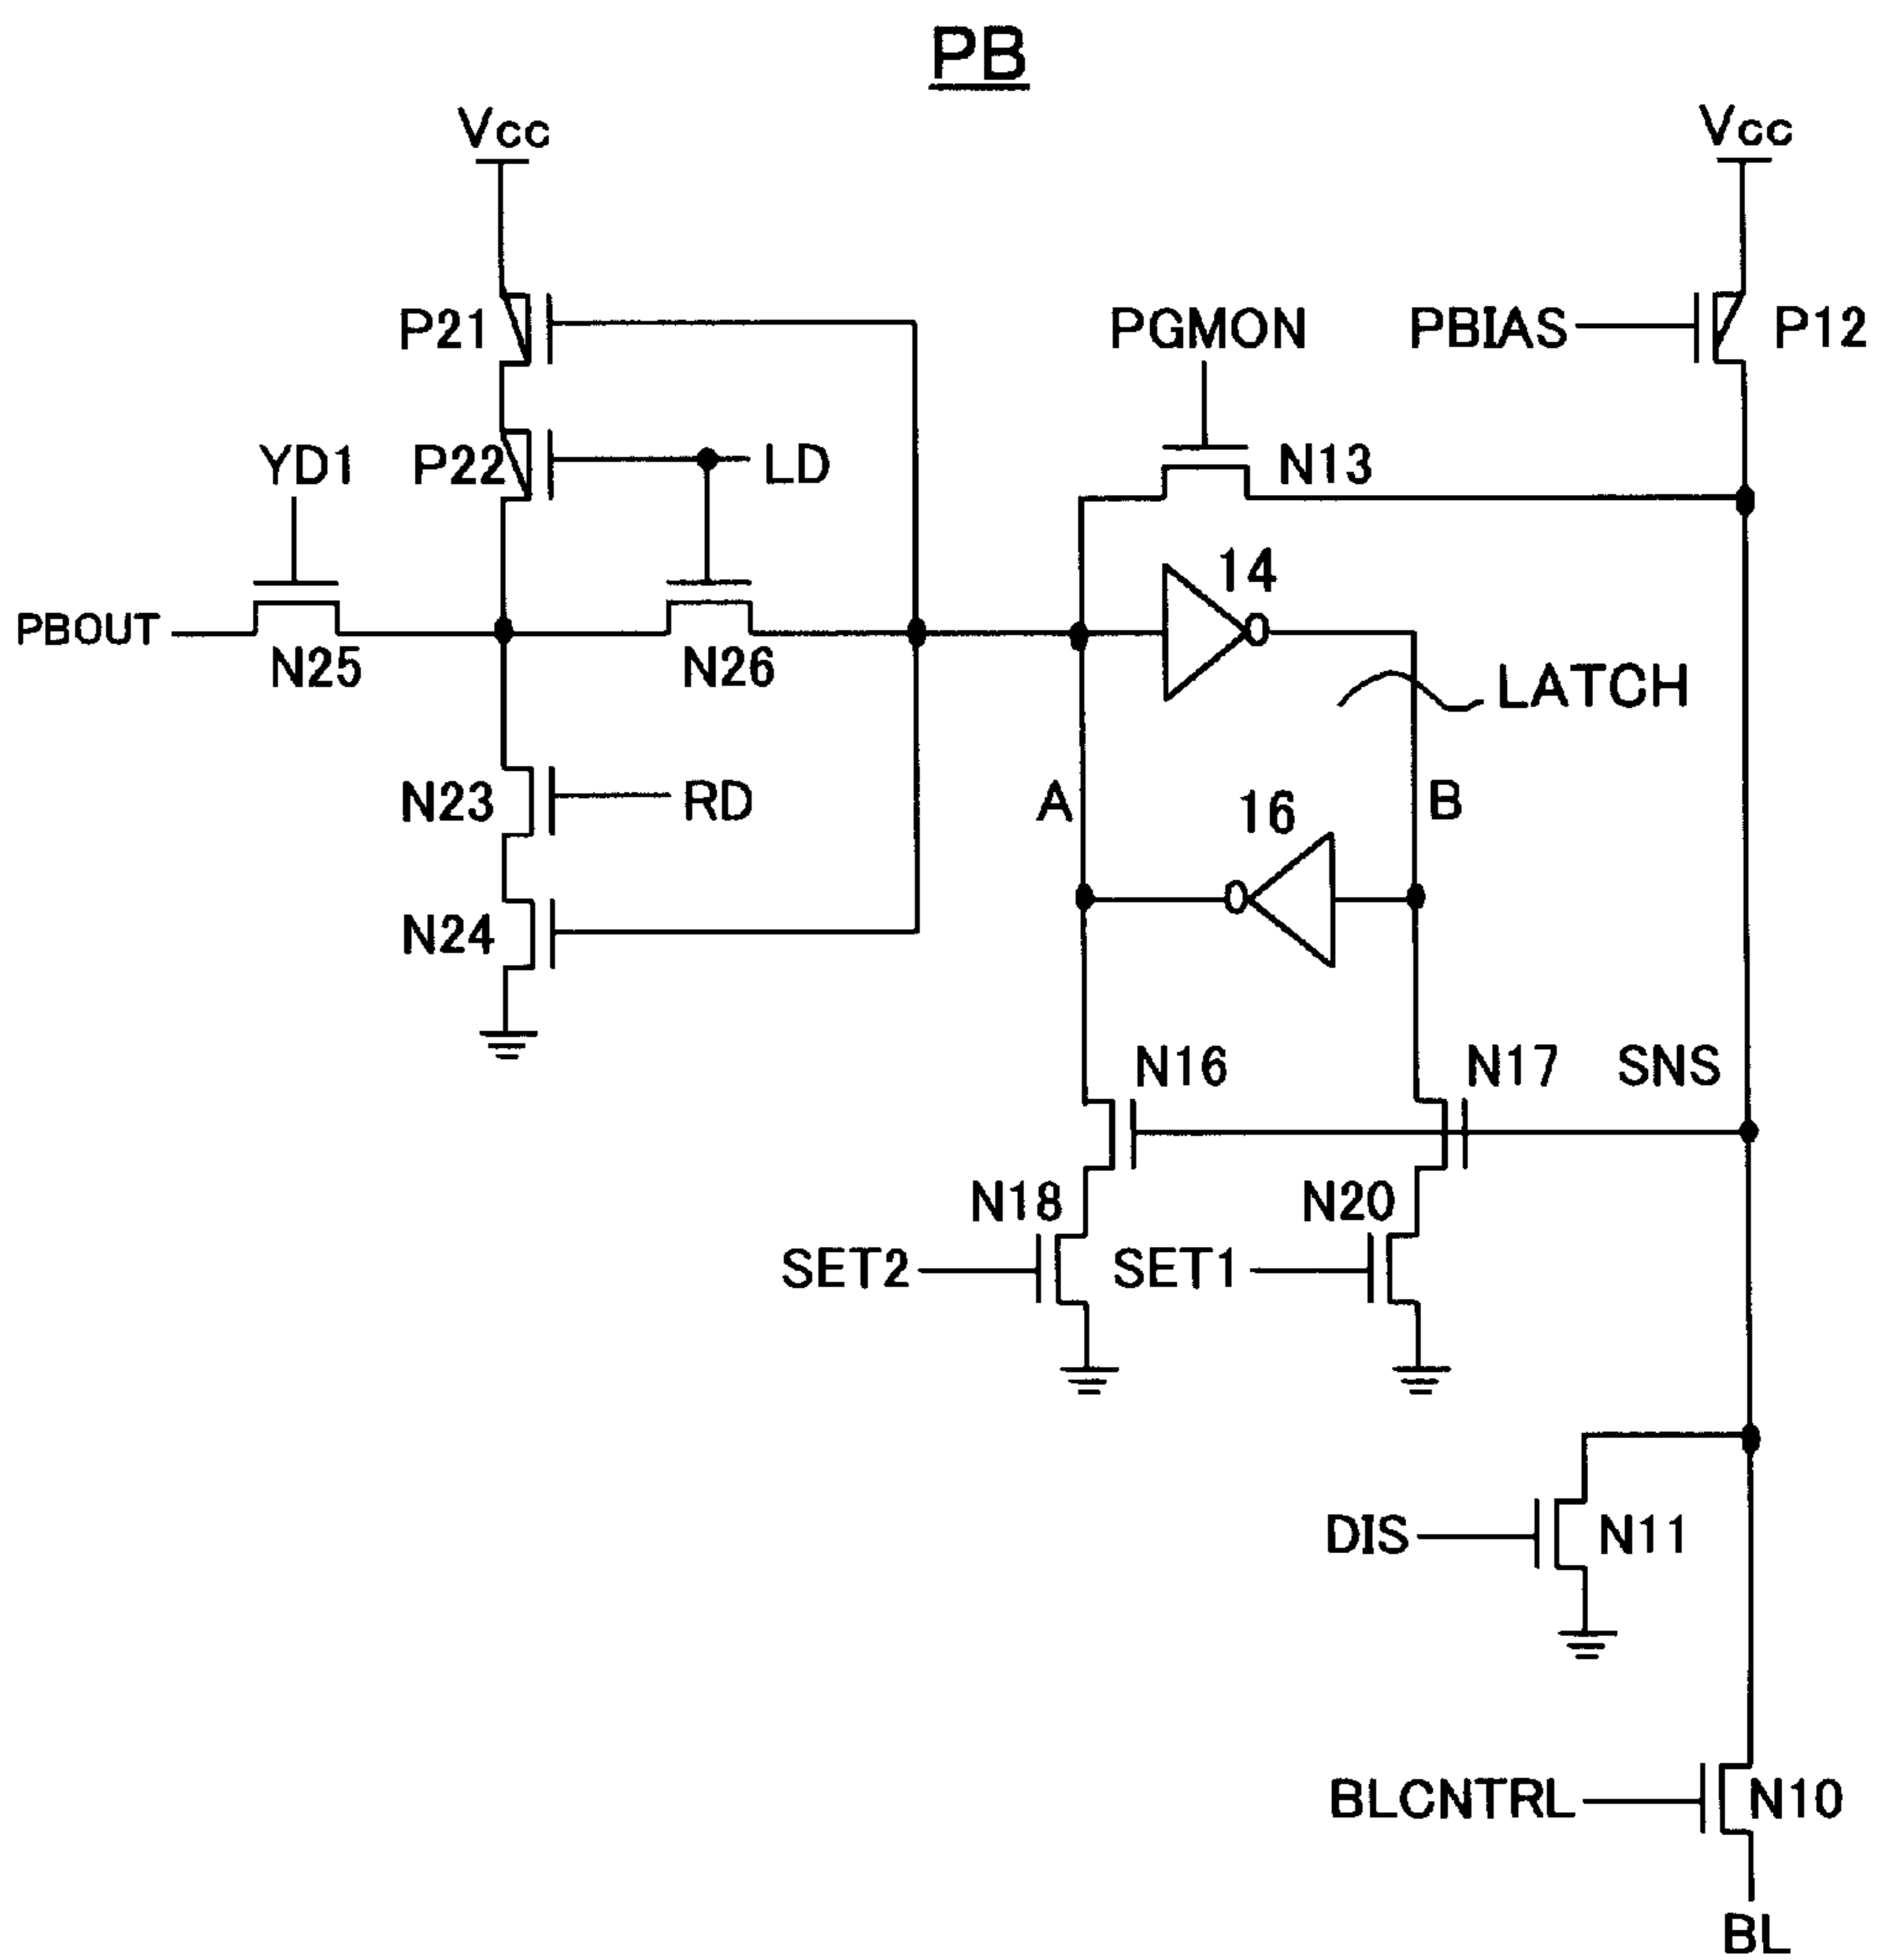 PB
Vcc
Vcc
P21
PGMON
PBIAS
P12
YD1
P22
LD
N13
14
PBOUT
N25
N26
LATCH
N23
RD
A
16
B
N24
N16
N17
SNS
N18
N20
SET2
SET1
DIS
N11
BLCNTRL
N10
BL